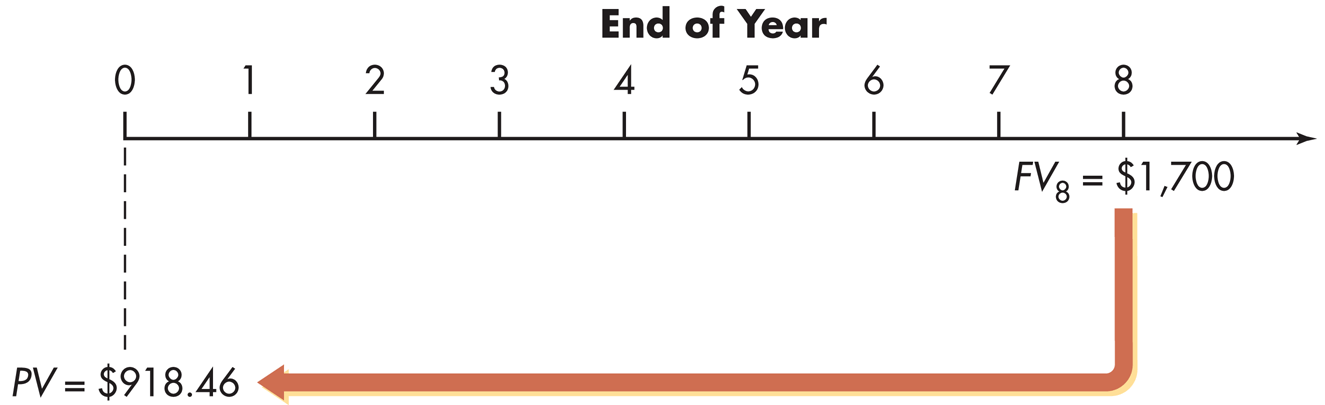 End of Year
0 1 2 3 4 5 6 7 8
FV₈ = $1,700
PV = $918.46